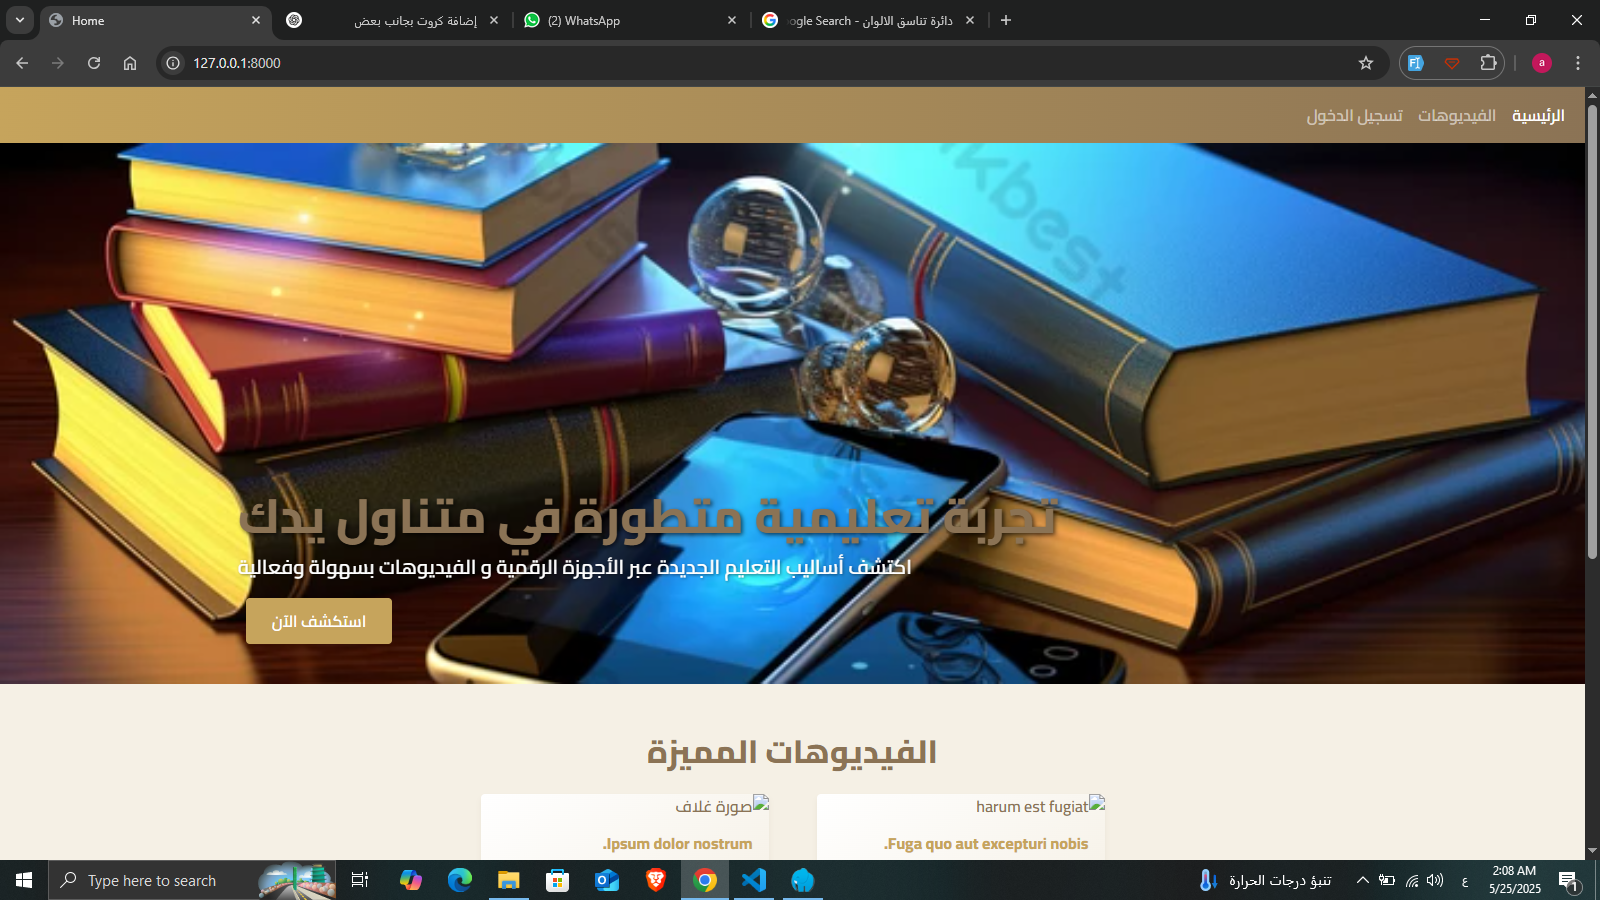 Home
إضافة كروت بجانب بعض
(2) WhatsApp
دائرة تناسق الالوان - Google Search
127.0.0.1:8000
a
الرئيسية
الفيديوهات
تسجيل الدخول
تجربة تعليمية متطورة في متناول يدك
اكتشف أساليب التعليم الجديدة عبر الأجهزة الرقمية و الفيديوهات بسهولة وفعالية
استكشف الآن
الفيديوهات المميزة
harum est fugiat
صورة غلاف
Fuga quo aut excepturi nobis.
Ipsum dolor nostrum.
Type here to search
تنبؤ درجات الحرارة
ع
2:08 AM
5/25/2025
1